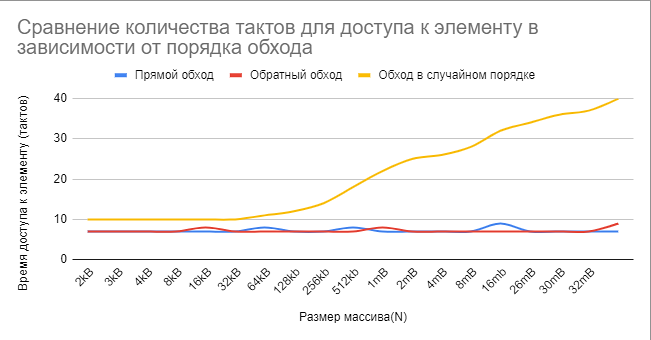 Сравнение количества тактов для доступа к элементу в
зависимости от порядка обхода
Прямой обход
Обратный обход
Обход в случайном порядке
Время доступа к элементу (тактов)
40
30
20
10
0
2kB
3kB
4kB
8kB
16kB
32kB
64kB
128kb
256kb
512kb
1mB
2mB
4mB
8mB
16mb
26mB
30mB
32mB
Размер массива(N)